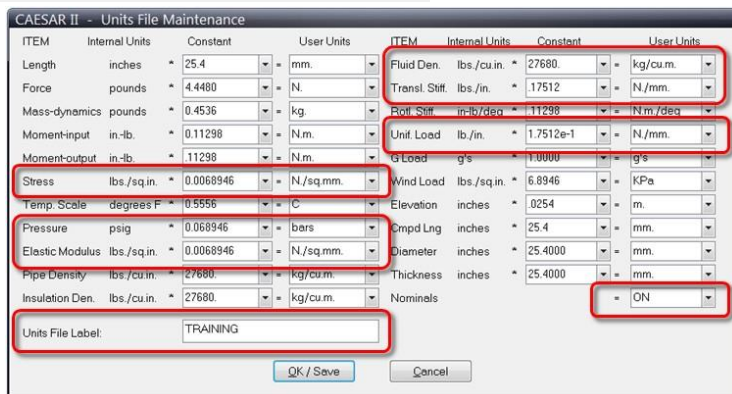 CAESAR II - Units File Maintenance
ITEM Internal Units Constant User Units
Length inches * 25.4 = mm.
Force pounds * 4.4480 = N.
Mass-dynamics pounds * 0.4536 = kg.
Moment-input in.-lb. * 0.11298 = N.m.
Moment-output in.-lb. * .11298 = N.m.
Stress lbs./sq.in. * 0.0068946 = N./sq.mm.
Temp. Scale degrees F * 0.5556 = C
Pressure psig * 0.068946 = bars
Elastic Modulus lbs./sq.in. * 0.0068946 = N./sq.mm.
Pipe Density lbs./cu.in. * 27680. = kg/cu.m.
Insulation Den. lbs./cu.in. * 27680. = kg/cu.m.
Units File Label: TRAINING
ITEM Internal Units Constant User Units
Fluid Den. lbs./cu.in. * 27680. = kg/cu.m.
Transl. Stiff. lbs./in. * .17512 = N./mm.
Rotl. Stiff. in-lb/deg * .11298 = N.m./deg
Unif. Load lb./in. * 1.7512e-1 = N./mm.
G Load g's * 1.0000 = g's
Wind Load lbs./sq.in. * 6.8946 = KPa
Elevation inches * .0254 = m.
Cmpd Lng inches * 25.4 = mm.
Diameter inches * 25.4000 = mm.
Thickness inches * 25.4000 = mm.
Nominals = ON
OK / Save Cancel